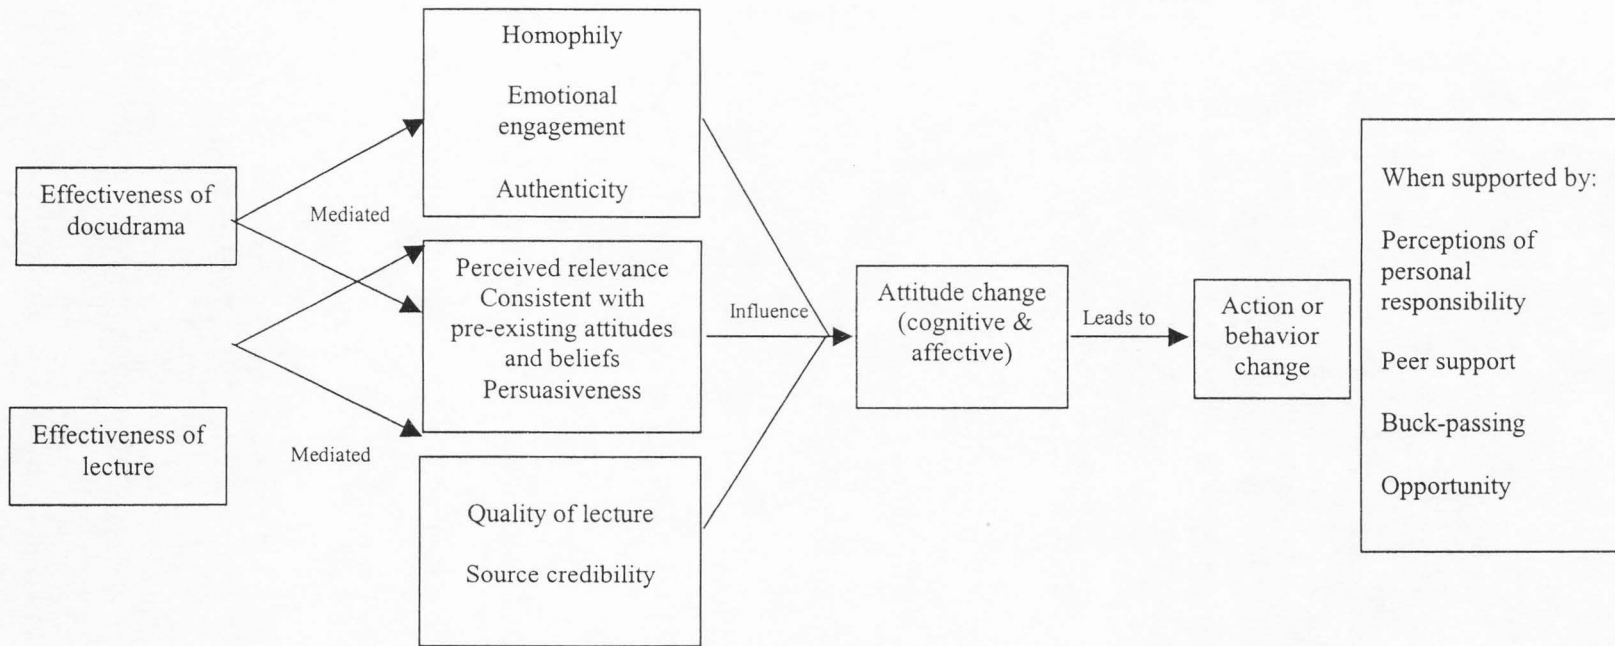 Effectiveness of
docudrama
Effectiveness of
lecture
Mediated
Mediated
Homophily
Emotional
engagement
Authenticity
Perceived relevance
Consistent with
pre-existing attitudes
and beliefs
Persuasiveness
Quality of lecture
Source credibility
Influence
Attitude change
(cognitive &
affective)
Leads to
Action or
behavior
change
When supported by:
Perceptions of
personal
responsibility
Peer support
Buck-passing
Opportunity